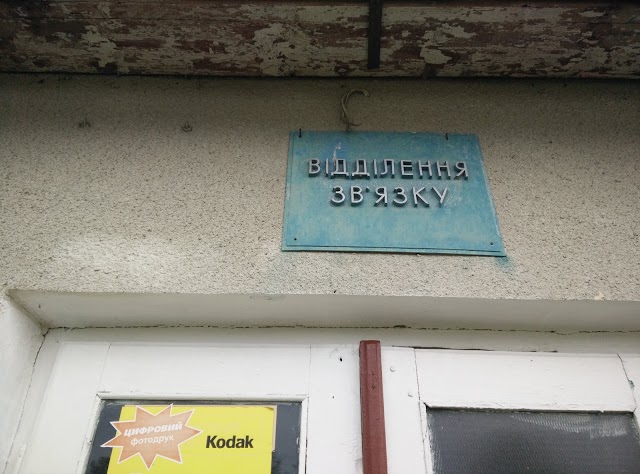 ВІДДІЛЕННЯ
ЗВ'ЯЗКУ
ЦИФРОВИЙ
фотодрук
Kodak